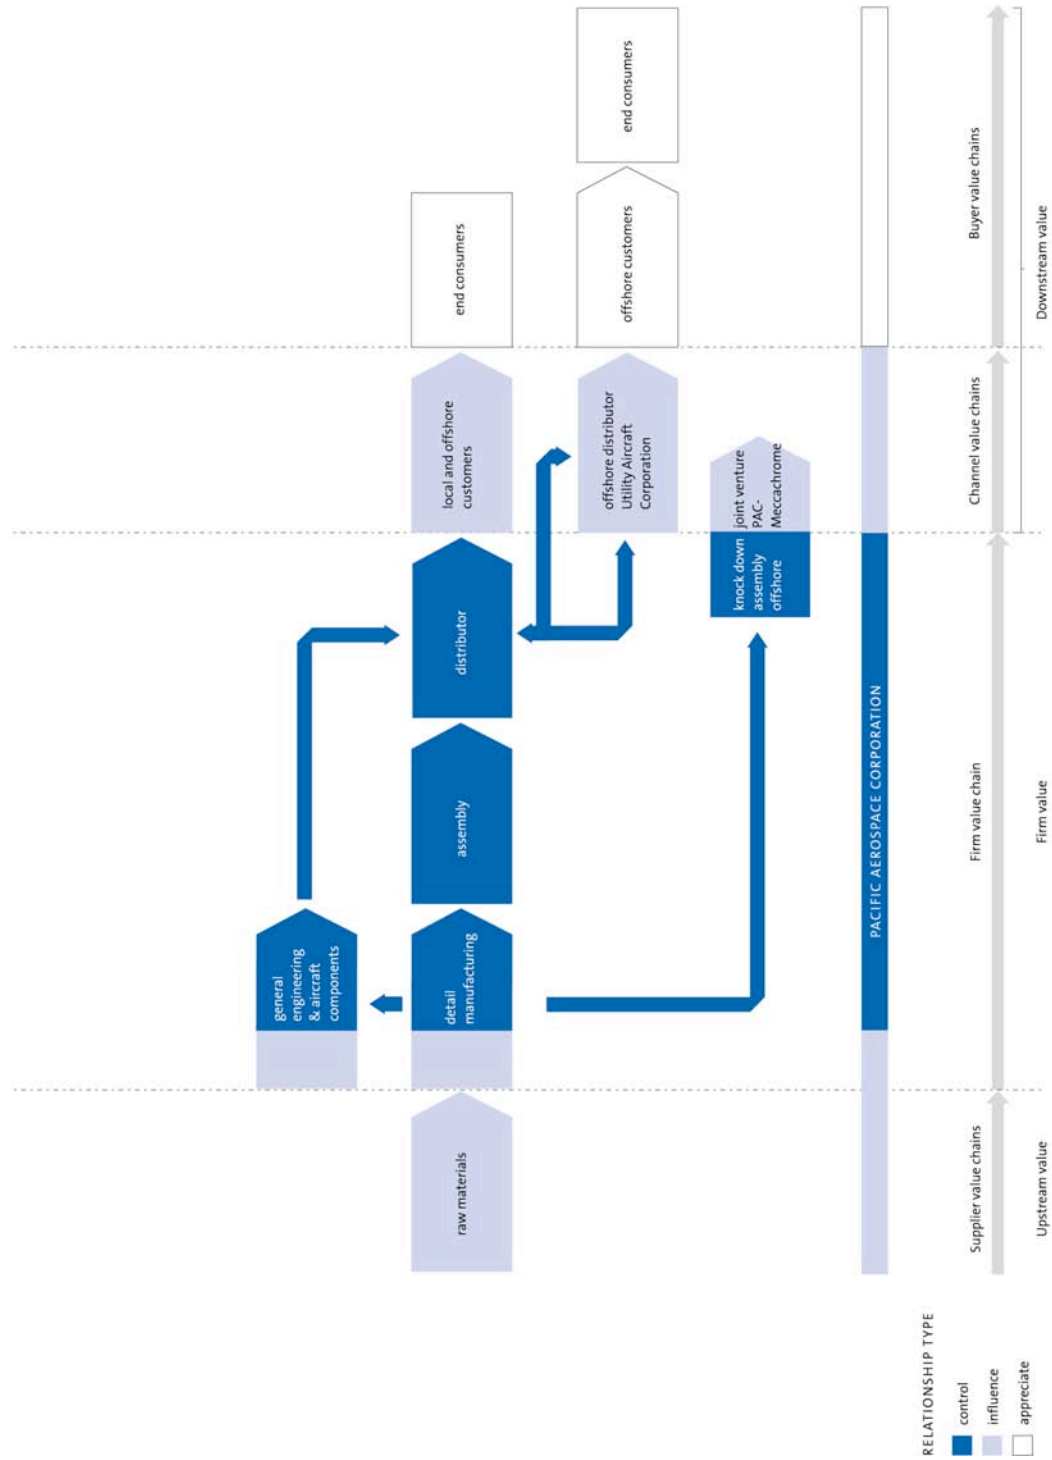 general
engineering
& aircraft
components
raw materials
detail
manufacturing
assembly
distributor
local and offshore
customers
end consumers
offshore distributor
Utility Aircraft
Corporation
offshore customers
end consumers
knock down
assembly
offshore
joint venture
PAC-
Meccachrome
PACIFIC AEROSPACE CORPORATION
Supplier value chains
Firm value chain
Channel value chains
Buyer value chains
Upstream value
Firm value
Downstream value
RELATIONSHIP TYPE
control
influence
appreciate